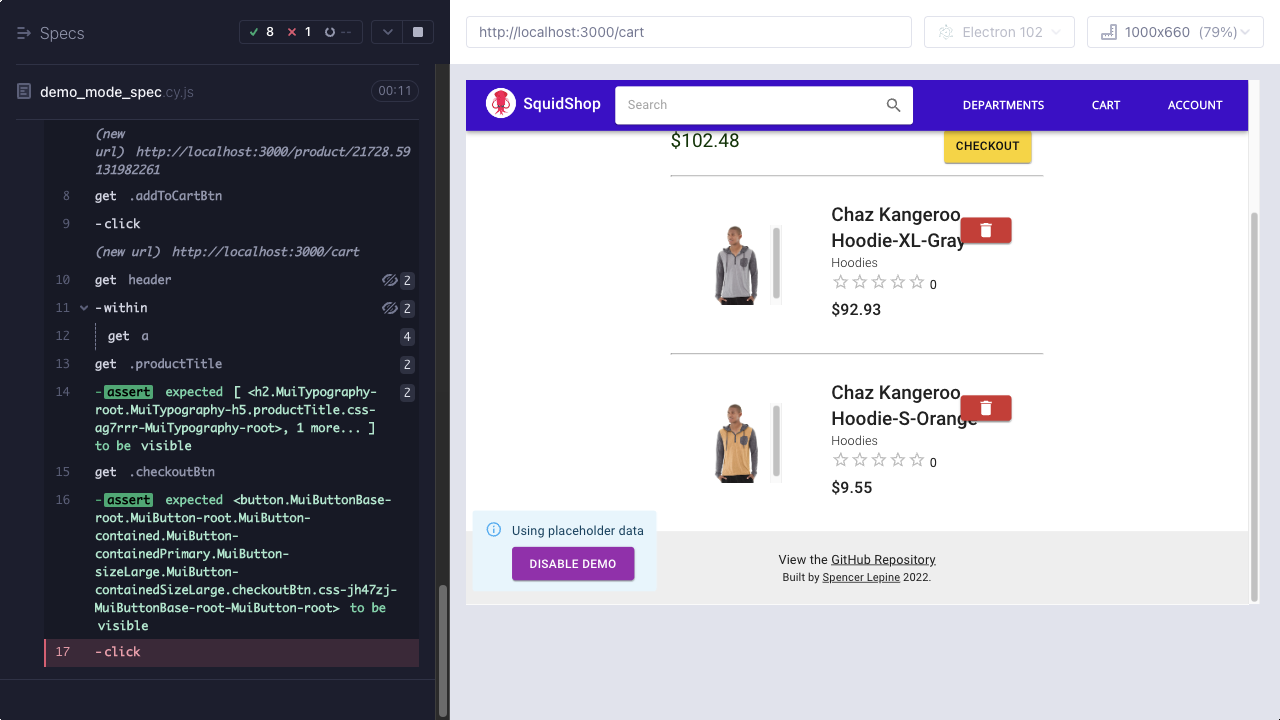 Specs
8 1 --
http://localhost:3000/cart
Electron 102
1000x660 (79%)
demo_mode_spec.cy.js
00:11
(new
url) http://localhost:3000/product/21728.59
131982261
8 get .addToCartBtn
9 -click
(new url) http://localhost:3000/cart
10 get header 2
11 -within 2
12 get a 4
13 get .productTitle 2
14 -assert expected [ <h2.MuiTypography- 2
root.MuiTypography-h5.productTitle.css-
ag7rrr-MuiTypography-root>, 1 more... ]
to be visible
15 get .checkoutBtn
16 -assert expected <button.MuiButtonBase-
root.MuiButton-root.MuiButton-
contained.MuiButton-
containedPrimary.MuiButton-
sizeLarge.MuiButton-
containedSizeLarge.checkoutBtn.css-jh47zj-
MuiButtonBase-root-MuiButton-root> to be
visible
17 -click
SquidShop
Search
DEPARTMENTS CART ACCOUNT
$102.48
CHECKOUT
Chaz Kangeroo
Hoodie-XL-Gray
Hoodies
0
$92.93
Chaz Kangeroo
Hoodie-S-Orange
Hoodies
0
$9.55
Using placeholder data
DISABLE DEMO
View the GitHub Repository
Built by Spencer Lepine 2022.